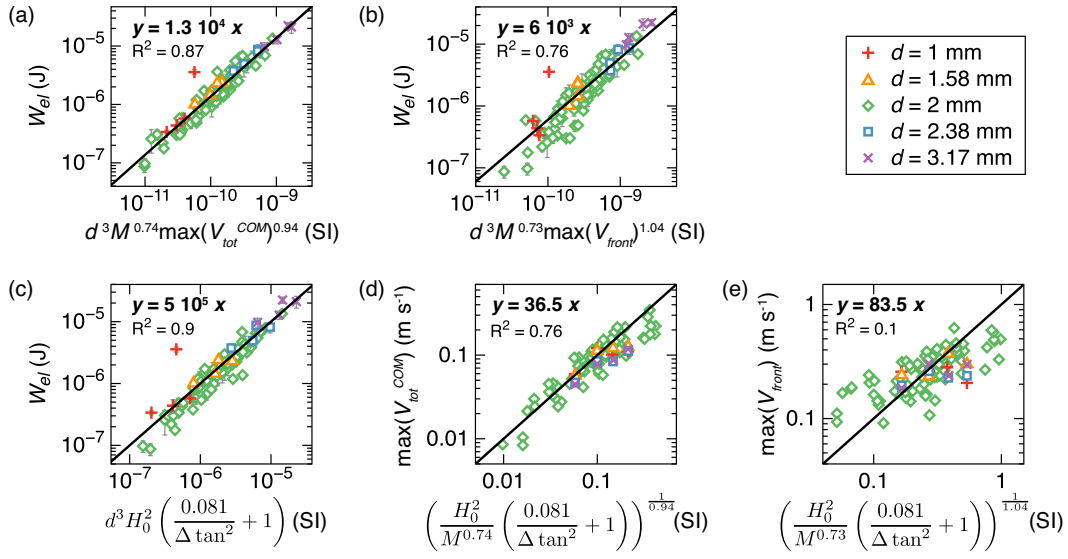 (a)
y = 1.3 10⁴ x
R² = 0.87
10⁻⁵
10⁻⁶
10⁻⁷
W_el (J)
10⁻¹¹ 10⁻¹⁰ 10⁻⁹
d ³M ^0.74 max(V_tot^COM)^0.94 (SI)
(b)
y = 6 10³ x
R² = 0.76
10⁻⁵
10⁻⁶
10⁻⁷
W_el (J)
10⁻¹¹ 10⁻¹⁰ 10⁻⁹
d ³M ^0.73 max(V_front)^1.04 (SI)
d = 1 mm
d = 1.58 mm
d = 2 mm
d = 2.38 mm
d = 3.17 mm
(c)
y = 5 10⁵ x
R² = 0.9
10⁻⁵
10⁻⁶
10⁻⁷
W_el (J)
10⁻⁷ 10⁻⁶ 10⁻⁵
d³H₀² (0.081 / Δ tan² + 1) (SI)
(d)
y = 36.5 x
R² = 0.76
0.1
0.01
max(V_tot^COM) (m s⁻¹)
0.01 0.1
(H₀² / M^0.74 (0.081 / Δ tan² + 1))^(1/0.94) (SI)
(e)
y = 83.5 x
R² = 0.1
1
0.1
max(V_front) (m s⁻¹)
0.1 1
(H₀² / M^0.73 (0.081 / Δ tan² + 1))^(1/1.04) (SI)